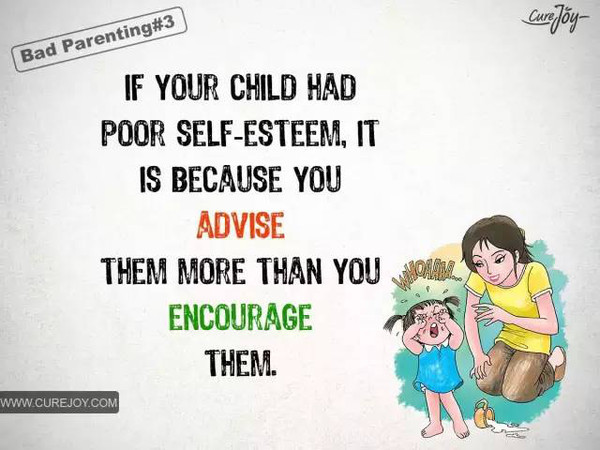 Bad Parenting#3
CureJoy
IF YOUR CHILD HAD
POOR SELF-ESTEEM, IT
IS BECAUSE YOU
ADVISE
THEM MORE THAN YOU
ENCOURAGE
THEM.
WHOAAAA...
WWW.CUREJOY.COM